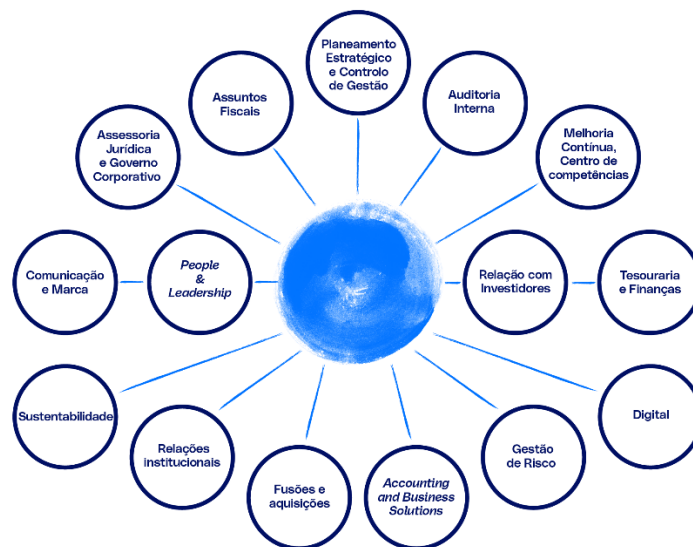 Planeamento
Estratégico
e Controlo
de Gestão
Assuntos
Fiscais
Auditoria
Interna
Assessoria
Jurídica
e Governo
Corporativo
Melhoria
Contínua,
Centro de
competências
Comunicação
e Marca
People
&
Leadership
Relação com
Investidores
Tesouraria
e Finanças
Sustentabilidade
Relações
institucionais
Fusões e
aquisições
Accounting
and Business
Solutions
Gestão
de Risco
Digital